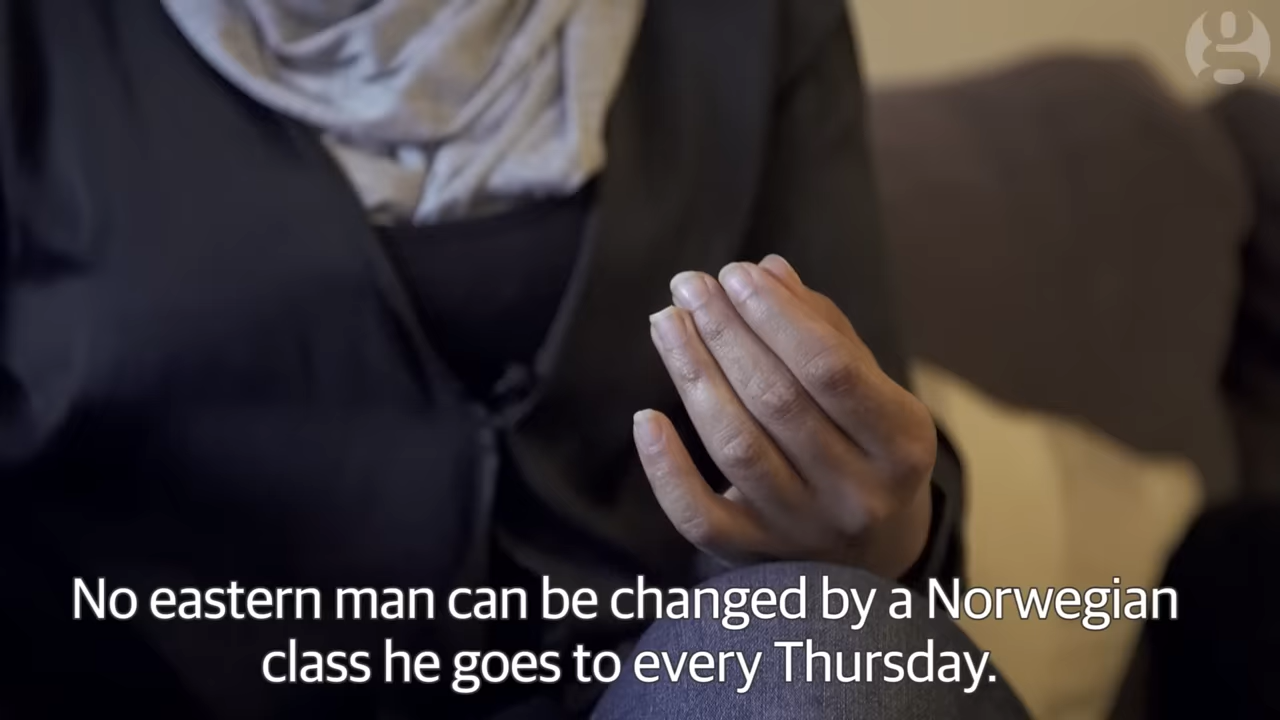 No eastern man can be changed by a Norwegian
class he goes to every Thursday.